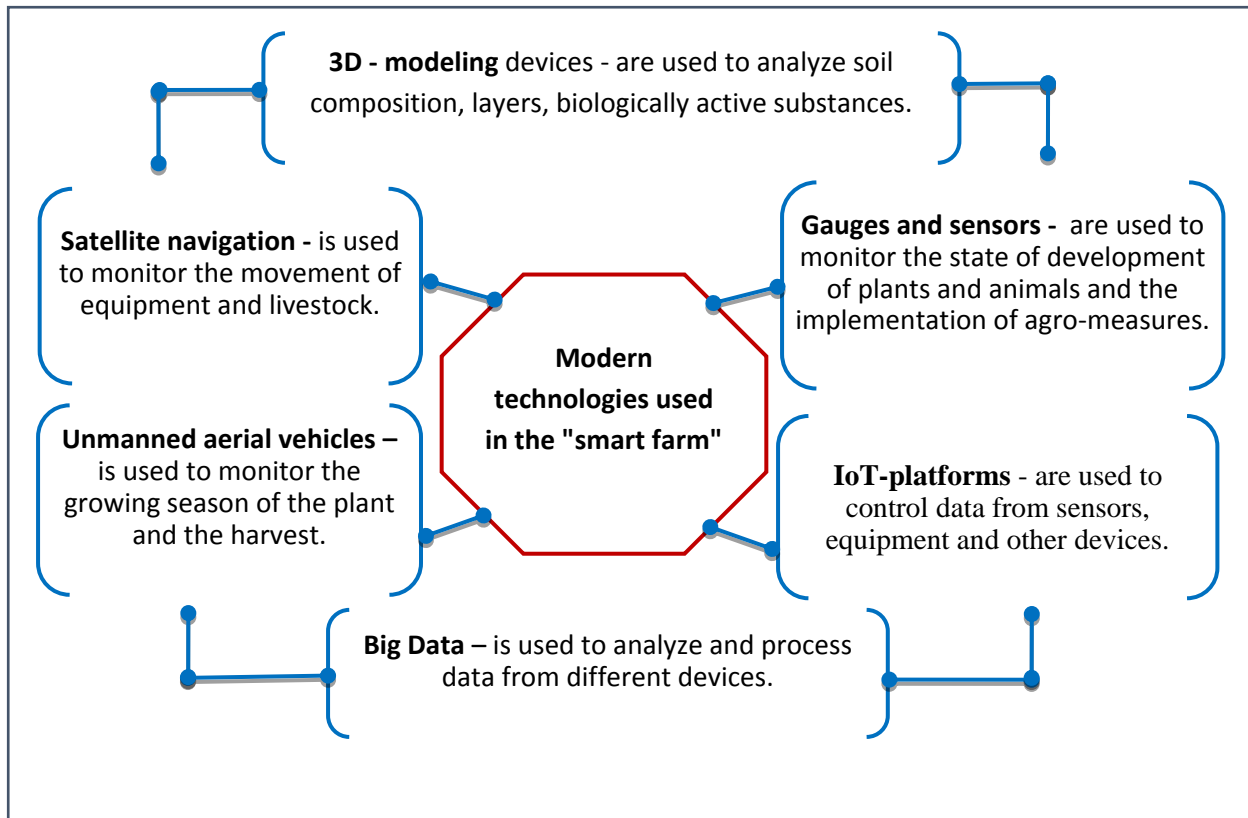 3D - modeling devices - are used to analyze soil
composition, layers, biologically active substances.
Satellite navigation - is used
to monitor the movement of
equipment and livestock.
Gauges and sensors - are used to
monitor the state of development
of plants and animals and the
implementation of agro-measures.
Modern
technologies used
in the "smart farm"
Unmanned aerial vehicles –
is used to monitor the
growing season of the plant
and the harvest.
IoT-platforms - are used to
control data from sensors,
equipment and other devices.
Big Data – is used to analyze and process
data from different devices.